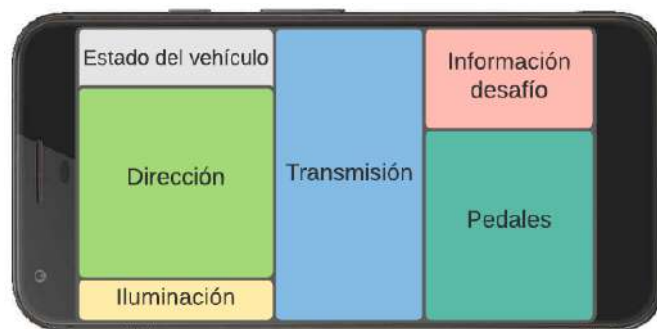 Estado del vehículo
Dirección
Iluminación
Transmisión
Información
desafío
Pedales